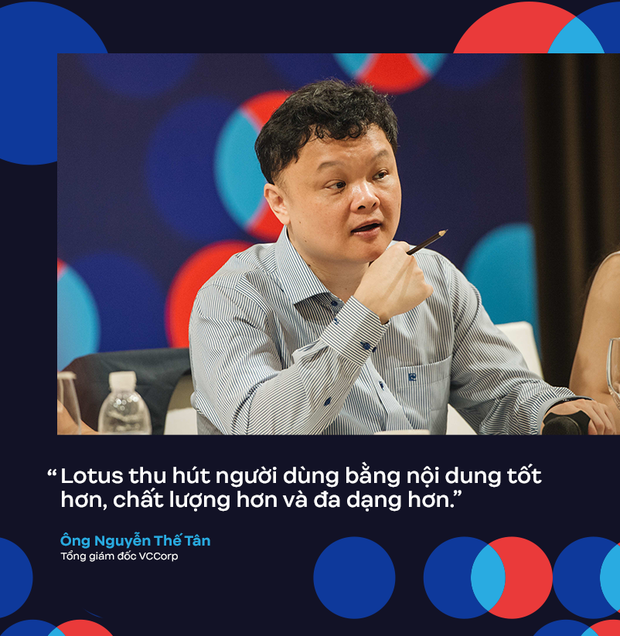 “Lotus thu hút người dùng bằng nội dung tốt
hơn, chất lượng hơn và đa dạng hơn.”
Ông Nguyễn Thế Tân
Tổng giám đốc VCCorp